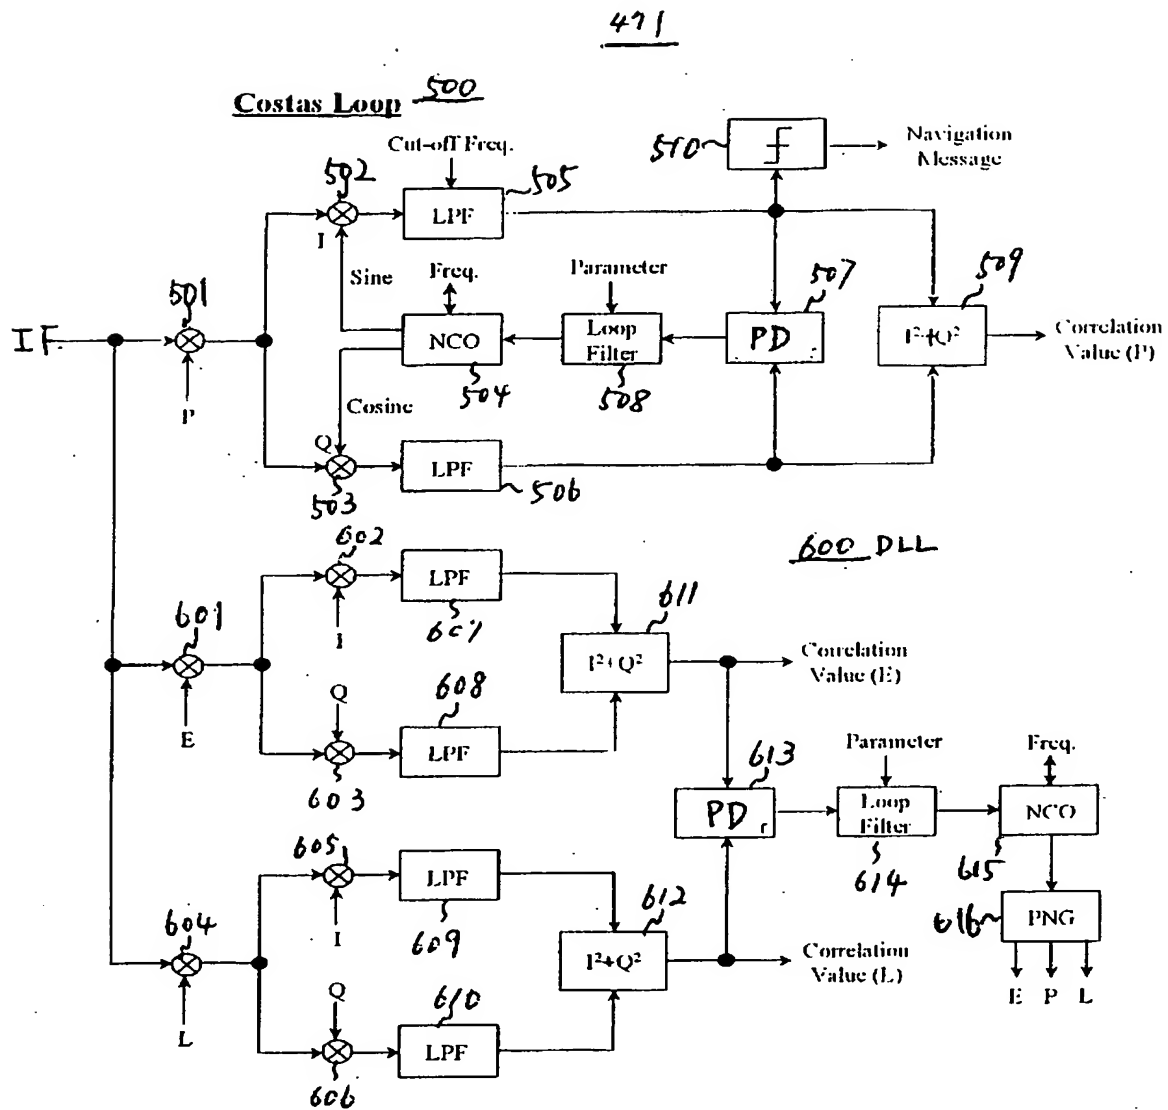 471
Costas Loop 500
Cut-off Freq.
510
Navigation
Message
502
505
LPF
I
Sine
Freq.
Parameter
507
509
501
IF
NCO
Loop
Filter
PD
I²+Q²
Correlation
Value (P)
504
508
P
Cosine
Q
LPF
503
506
602
600 DLL
LPF
601
607
611
I
I²+Q²
Correlation
Value (E)
608
Q
E
LPF
603
Parameter
Freq.
613
PD
Loop
Filter
NCO
605
614
615
LPF
612
616
PNG
604
609
I
I²+Q²
Correlation
Value (L)
E P L
610
Q
L
LPF
606